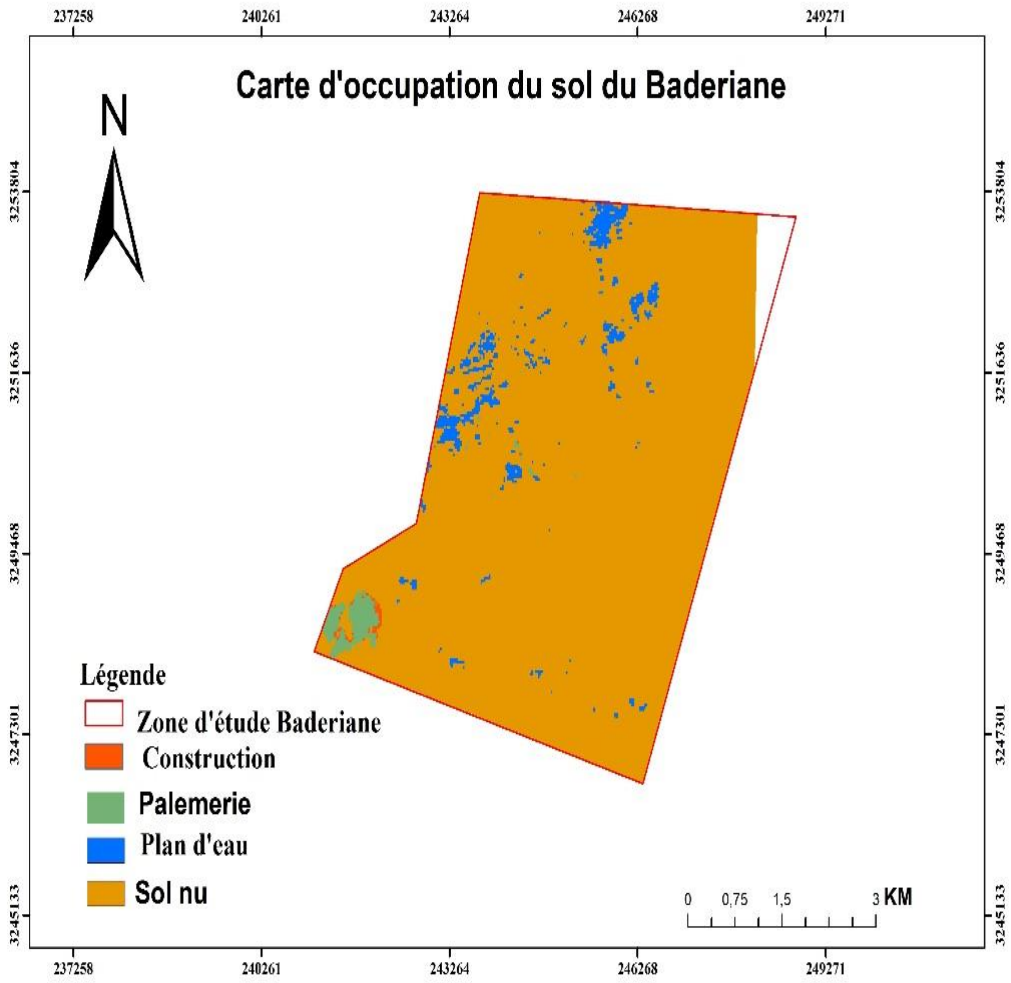 237258 240261 243264 246268 249271
Carte d'occupation du sol du Baderiane
N
3253804 3253804
3251636 3251636
3249468 3249468
3247301 3247301
3245133 3245133
Légende
Zone d'étude Baderiane
Construction
Palemerie
Plan d'eau
Sol nu
0 0,75 1,5 3 KM
237258 240261 243264 246268 249271